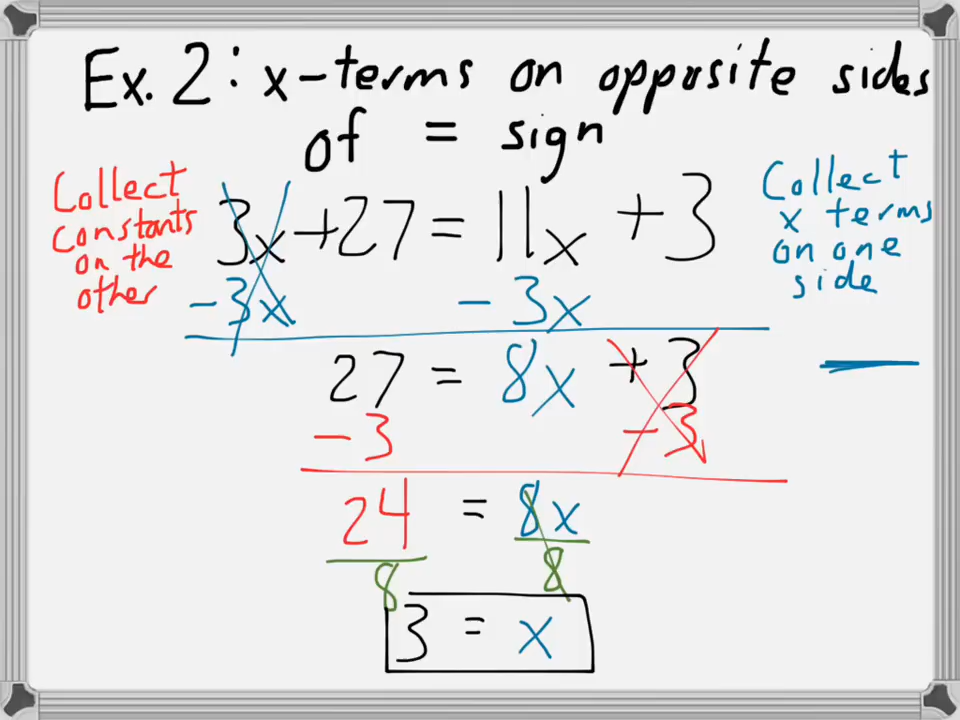 Ex. 2: x-terms on opposite sides
of = sign
Collect
constants
on the
other
Collect
x terms
on one
side
3x+27 = 11x +3
-3x -3x
27 = 8x +3
-3 -3
24 = 8x
8 8
3 = x